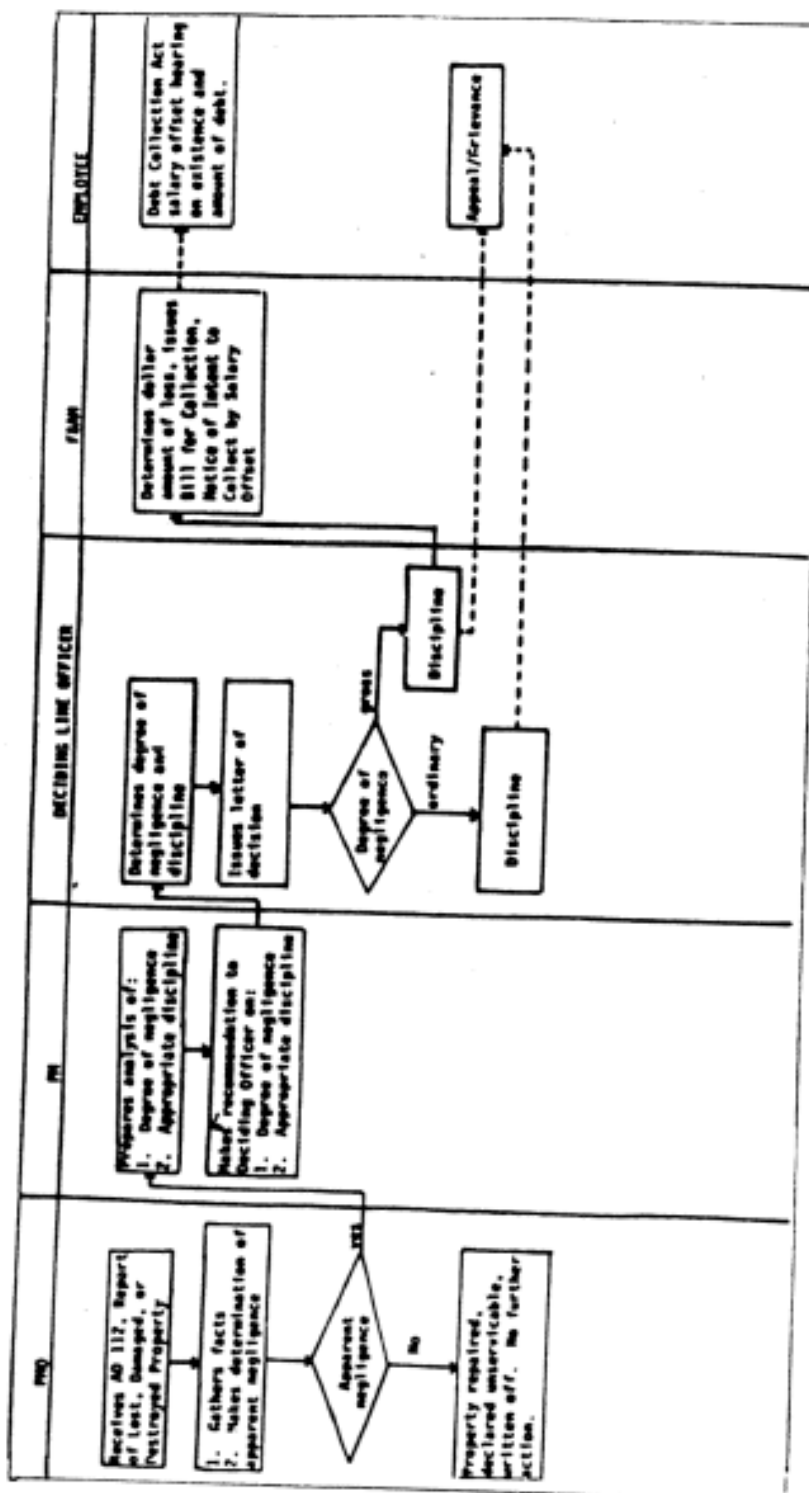 PMO
PM
DECIDING LINE OFFICER
F&AM
EMPLOYEE
Receives AD 112, Report
of Lost, Damaged, or
Destroyed Property
1. Gathers facts
2. Makes determination of
apparent negligence
Apparent
negligence
YES
No
Property repaired,
declared unservicable,
written off. No further
action.
Prepares analysis of:
1. Degree of negligence
2. Appropriate discipline
Makes recommendation to
Deciding Officer on:
1. Degree of negligence
2. Appropriate discipline
Determines degree of
negligence and
discipline
Issues letter of
decision
Degree of
negligence
gross
ordinary
Discipline
Discipline
Determines dollar
amount of loss, issues
Bill for Collection,
Notice of Intent to
Collect by Salary
Offset
Debt Collection Act
salary offset hearing
on existence and
amount of debt.
Appeal/Grievance